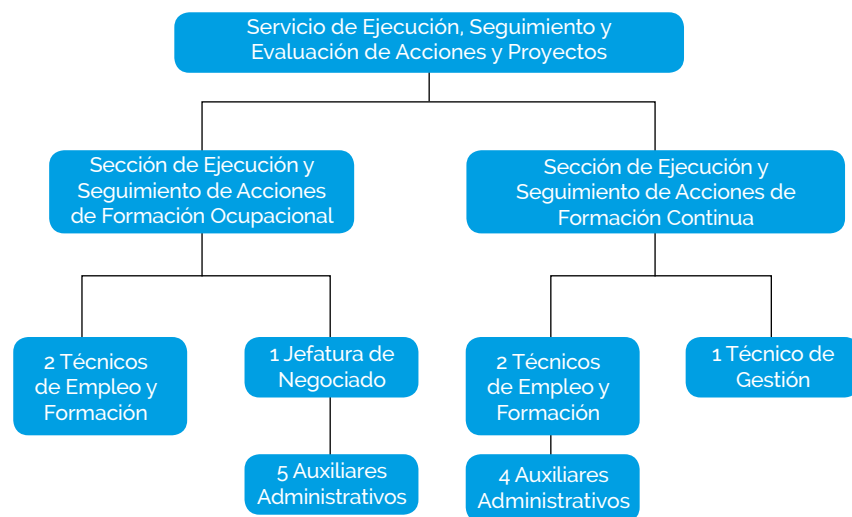 Servicio de Ejecución, Seguimiento y
Evaluación de Acciones y Proyectos
Sección de Ejecución y
Seguimiento de Acciones
de Formación Ocupacional
Sección de Ejecución y
Seguimiento de Acciones de
Formación Continua
2 Técnicos
de Empleo y
Formación
1 Jefatura de
Negociado
2 Técnicos
de Empleo y
Formación
1 Técnico de
Gestión
5 Auxiliares
Administrativos
4 Auxiliares
Administrativos